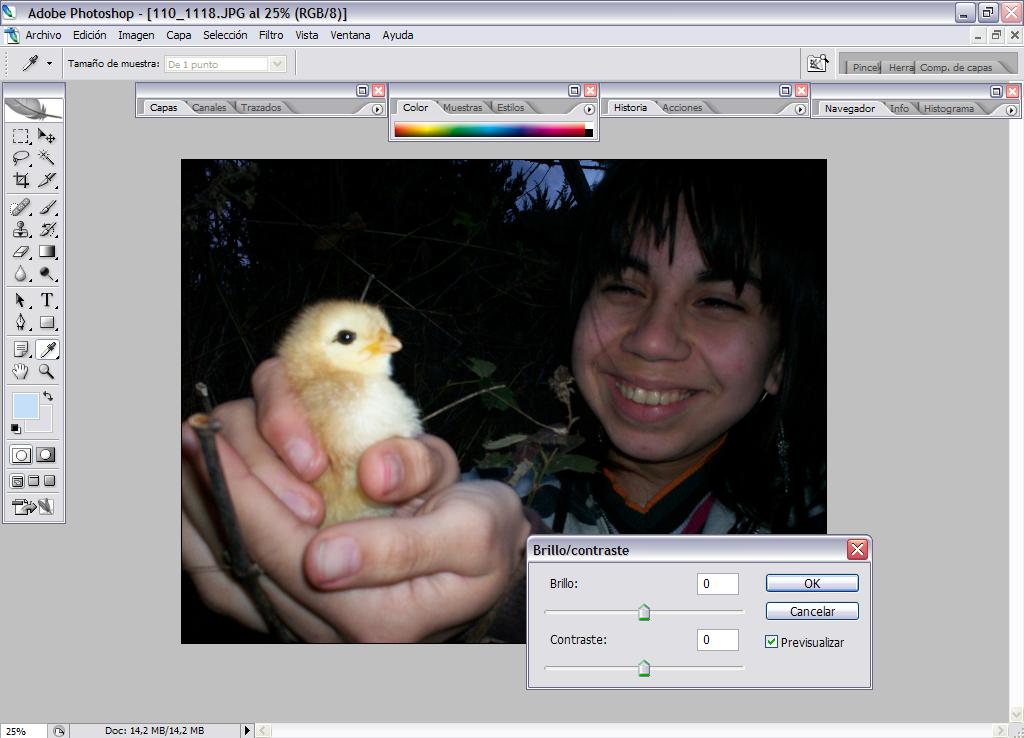 Adobe Photoshop - [110_1118.JPG al 25% (RGB/8)]
Archivo Edición Imagen Capa Selección Filtro Vista Ventana Ayuda
Tamaño de muestra: De 1 punto
Pincel Herra Comp. de capas
Capas Canales Trazados
Color Muestras Estilos
Historia Acciones
Navegador Info Histograma
T
Brillo/contraste
Brillo: 0
OK
Cancelar
Contraste: 0
Previsualizar
25% Doc: 14,2 MB/14,2 MB